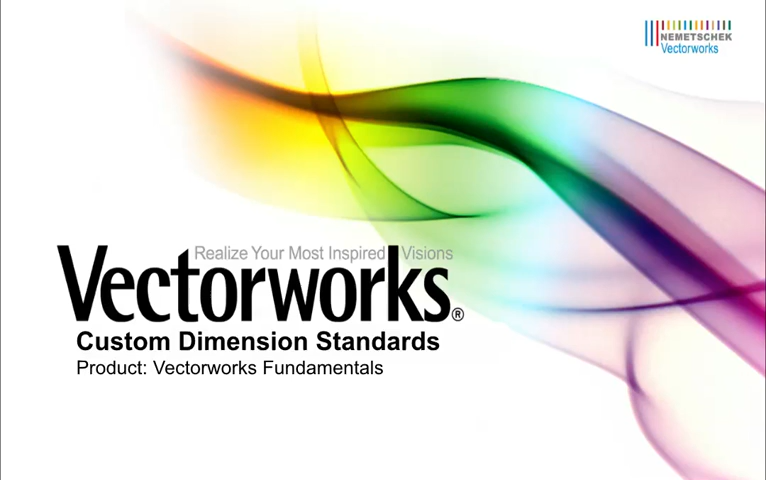 NEMETSCHEK
Vectorworks
Realize Your Most Inspired Visions
Vectorworks®
Custom Dimension Standards
Product: Vectorworks Fundamentals